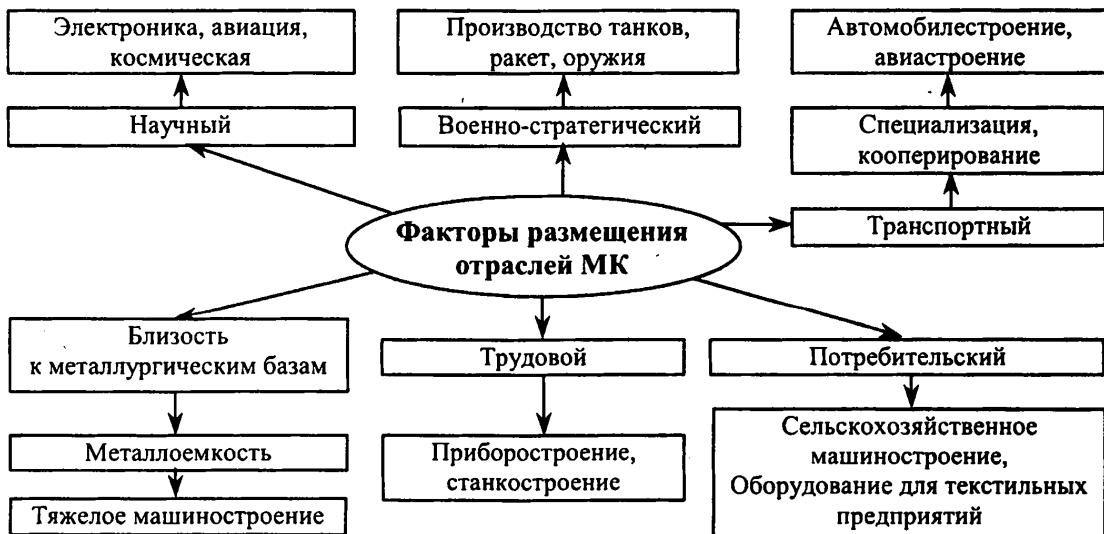 Электроника, авиация,
космическая
Производство танков,
ракет, оружия
Автомобилестроение,
авиастроение
Научный
Военно-стратегический
Специализация,
кооперирование
Транспортный
Факторы размещения
отраслей МК
Близость
к металлургическим базам
Трудовой
Потребительский
Металлоемкость
Приборостроение,
станкостроение
Сельскохозяйственное
машиностроение,
Оборудование для текстильных
предприятий
Тяжелое машиностроение